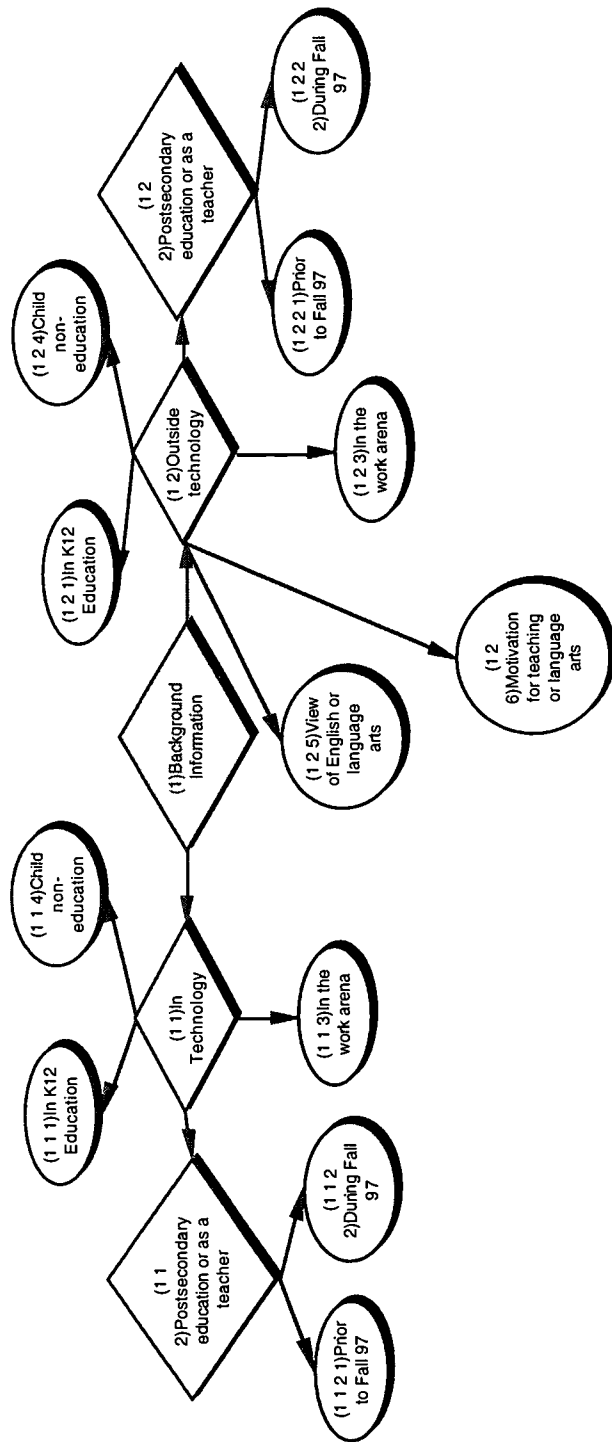 (1 1 1)In K12
Education
(1 1 4)Child
non-
education
(1 2 1)In K12
Education
(1 2 4)Child
non-
education
(1 1
2)Postsecondary
education or as a
teacher
(1 1)In
Technology
(1)Background
Information
(1 2)Outside
technology
(1 2
2)Postsecondary
education or as a
teacher
(1 1 2 1)Prior
to Fall 97
(1 1 2
2)During Fall
97
(1 1 3)In the
work arena
(1 2 5)View
of English or
language
arts
(1 2 3)In the
work arena
(1 2 2 1)Prior
to Fall 97
(1 2 2
2)During Fall
97
(1 2
6)Motivation
for teaching
or language
arts